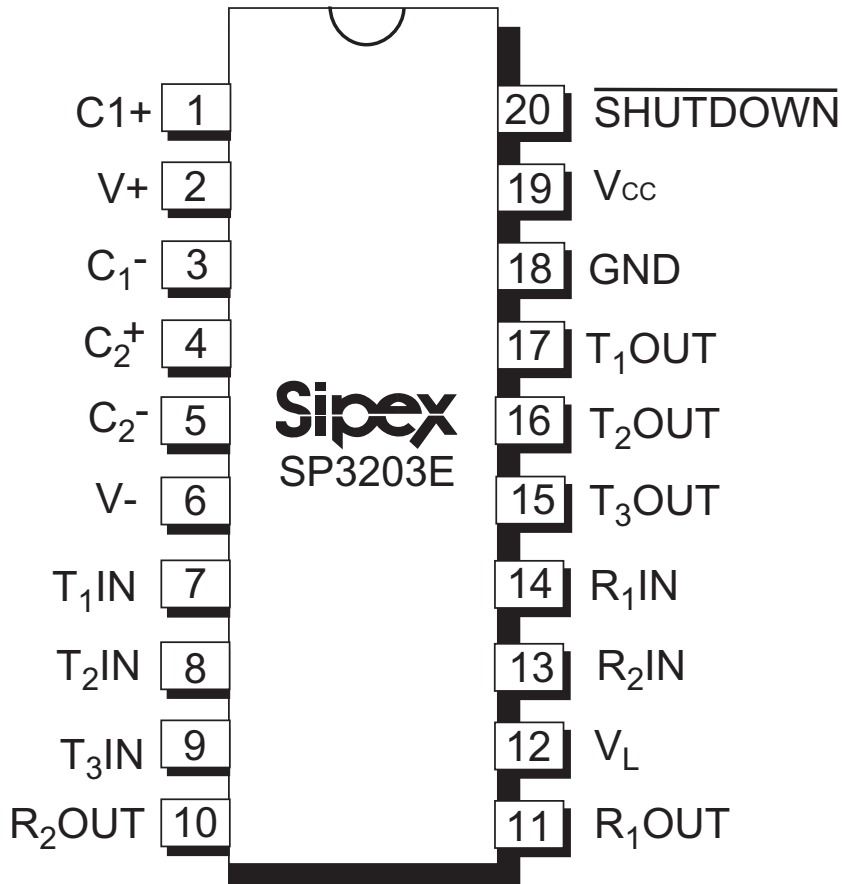 C1+ 1 20 SHUTDOWN
V+ 2 19 Vcc
C₁- 3 18 GND
C₂+ 4 17 T₁OUT
C₂- 5 16 T₂OUT
Sipex
SP3203E
V- 6 15 T₃OUT
T₁IN 7 14 R₁IN
T₂IN 8 13 R₂IN
T₃IN 9 12 V_L
R₂OUT 10 11 R₁OUT